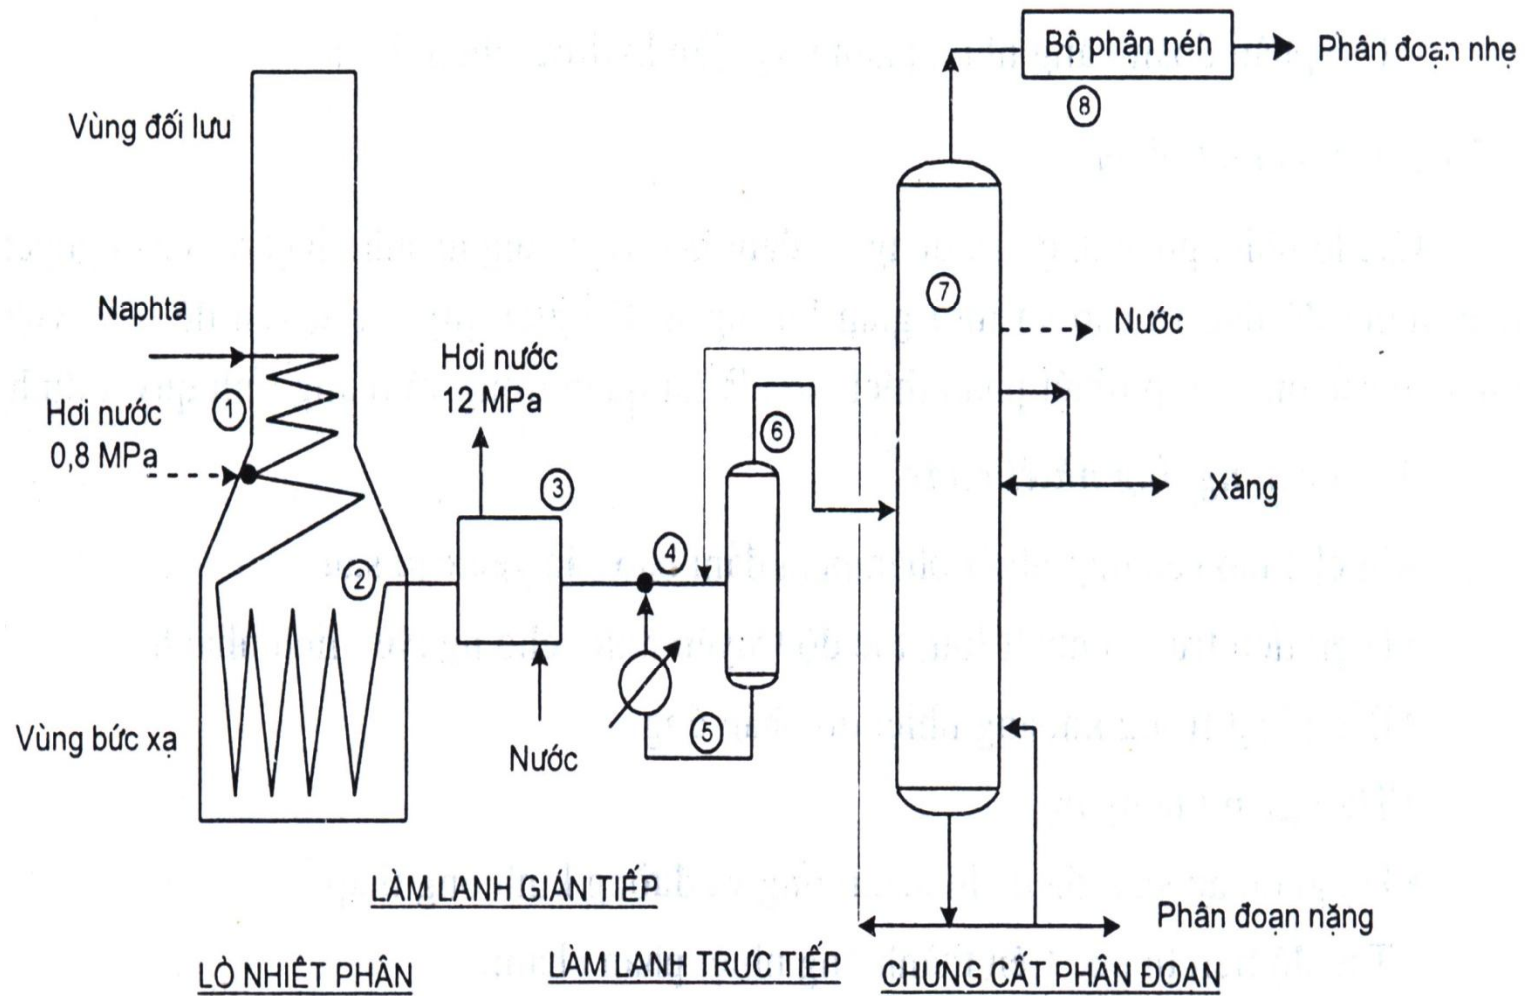 Bộ phân nén
Phân đoạn nhẹ
8
Vùng đối lưu
7
Naphta
Nước
Hơi nước
12 MPa
1
Hơi nước
0,8 MPa
6
3
Xăng
4
2
5
Vùng bức xạ
Nước
LÀM LẠNH GIÁN TIẾP
Phân đoạn nặng
LÒ NHIỆT PHÂN
LÀM LẠNH TRỰC TIẾP
CHƯNG CẤT PHÂN ĐOẠN